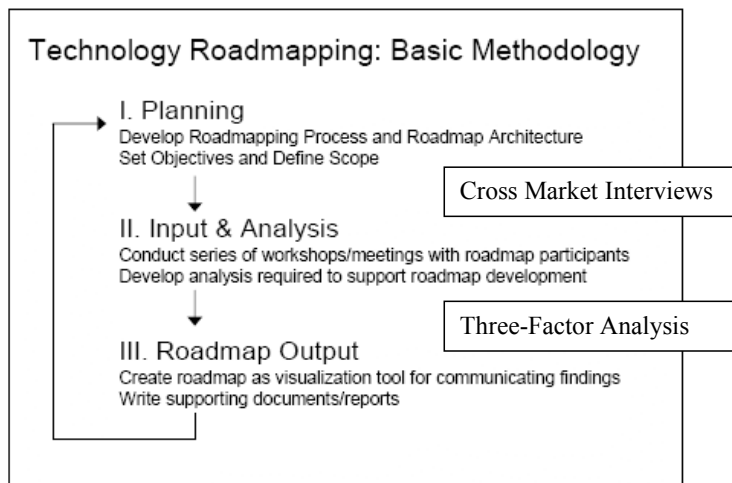 Technology Roadmapping: Basic Methodology
I. Planning
Develop Roadmapping Process and Roadmap Architecture
Set Objectives and Define Scope
Cross Market Interviews
II. Input & Analysis
Conduct series of workshops/meetings with roadmap participants
Develop analysis required to support roadmap development
Three-Factor Analysis
III. Roadmap Output
Create roadmap as visualization tool for communicating findings
Write supporting documents/reports